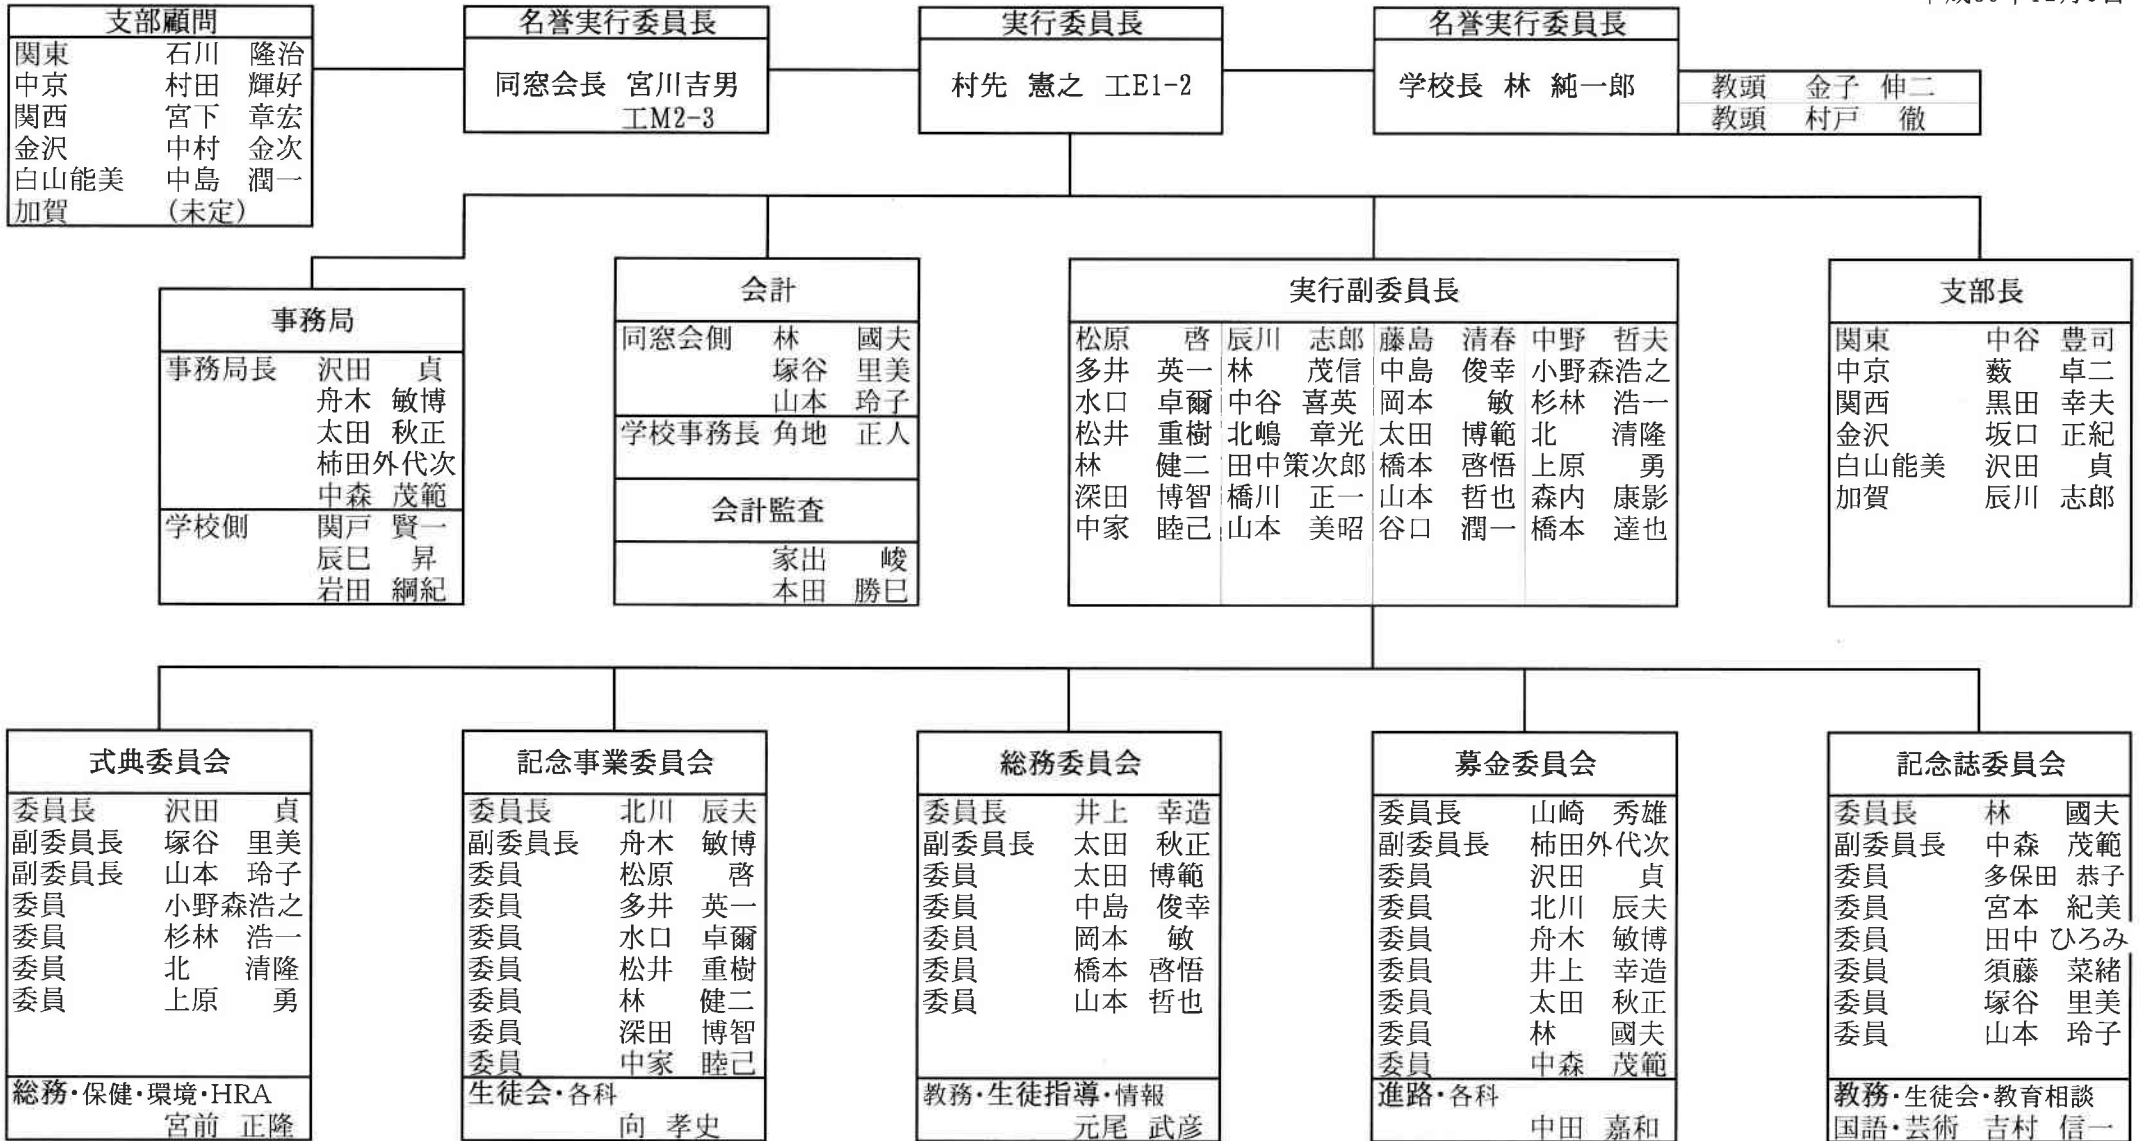 支部顧問
関東 石川 隆治
中京 村田 輝好
関西 宮下 章宏
金沢 中村 金次
白山能美 中島 潤一
加賀 (未定)
名誉実行委員長
同窓会長 宮川吉男
工M2-3
実行委員長
村先 憲之 工E1-2
名誉実行委員長
学校長 林 純一郎
教頭 金子 伸二
教頭 村戸 徹
事務局
事務局長 沢田 貞
舟木 敏博
太田 秋正
柿田外代次
中森 茂範
学校側 関戸 賢一
辰巳 昇
岩田 綱紀
会計
同窓会側 林 國夫
塚谷 里美
山本 玲子
学校事務長 角地 正人
会計監査
家出 峻
本田 勝巳
実行副委員長
松原 啓 辰川 志郎 藤島 清春 中野 哲夫
多井 英一 林 茂信 中島 俊幸 小野森浩之
水口 卓爾 中谷 喜英 岡本 敏 杉林 浩一
松井 重樹 北嶋 章光 太田 博範 北 清隆
林 健二 田中策次郎 橋本 啓悟 上原 勇
深田 博智 橋川 正一 山本 哲也 森内 康影
中家 睦己 山本 美昭 谷口 潤一 橋本 達也
支部長
関東 中谷 豊司
中京 薮 卓二
関西 黒田 幸夫
金沢 坂口 正紀
白山能美 沢田 貞
加賀 辰川 志郎
式典委員会
委員長 沢田 貞
副委員長 塚谷 里美
副委員長 山本 玲子
委員 小野森浩之
委員 杉林 浩一
委員 北 清隆
委員 上原 勇
総務・保健・環境・HRA
宮前 正隆
記念事業委員会
委員長 北川 辰夫
副委員長 舟木 敏博
委員 松原 啓
委員 多井 英一
委員 水口 卓爾
委員 松井 重樹
委員 林 健二
委員 深田 博智
委員 中家 睦己
生徒会・各科
向 孝史
総務委員会
委員長 井上 幸造
副委員長 太田 秋正
委員 太田 博範
委員 中島 俊幸
委員 岡本 敏
委員 橋本 啓悟
委員 山本 哲也
教務・生徒指導・情報
元尾 武彦
募金委員会
委員長 山崎 秀雄
副委員長 柿田外代次
委員 沢田 貞
委員 北川 辰夫
委員 舟木 敏博
委員 井上 幸造
委員 太田 秋正
委員 林 國夫
委員 中森 茂範
進路・各科
中田 嘉和
記念誌委員会
委員長 林 國夫
副委員長 中森 茂範
委員 多保田 恭子
委員 宮本 紀美
委員 田中 ひろみ
委員 須藤 菜緒
委員 塚谷 里美
委員 山本 玲子
教務・生徒会・教育相談
国語・芸術 吉村 信一